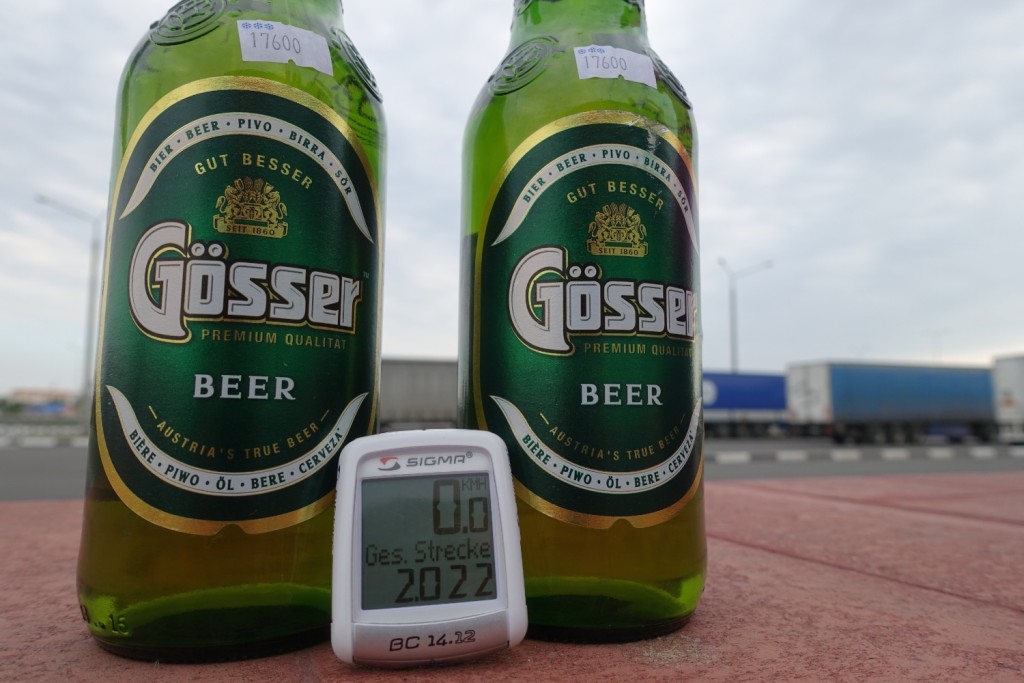 17600
BIER • BEER • PIVO • BIRRA • SÖR
GUT BESSER
SEIT 1860
Gösser™
PREMIUM QUALITÄT
BEER
— AUSTRIA'S TRUE BEER —
BIÈRE • PIWO • ÖL • BERE • CERVEZA
17600
BIER • BEER • PIVO • BIRRA • SÖR
GUT BESSER
SEIT 1860
Gösser
PREMIUM QUALITÄT
BEER
— AUSTRIA'S TRUE BEER —
BIÈRE • PIWO • ÖL • BERE • CERVEZA
SIGMA®
0.0 KMH
Ges. Strecke
2.022
BC 14.12